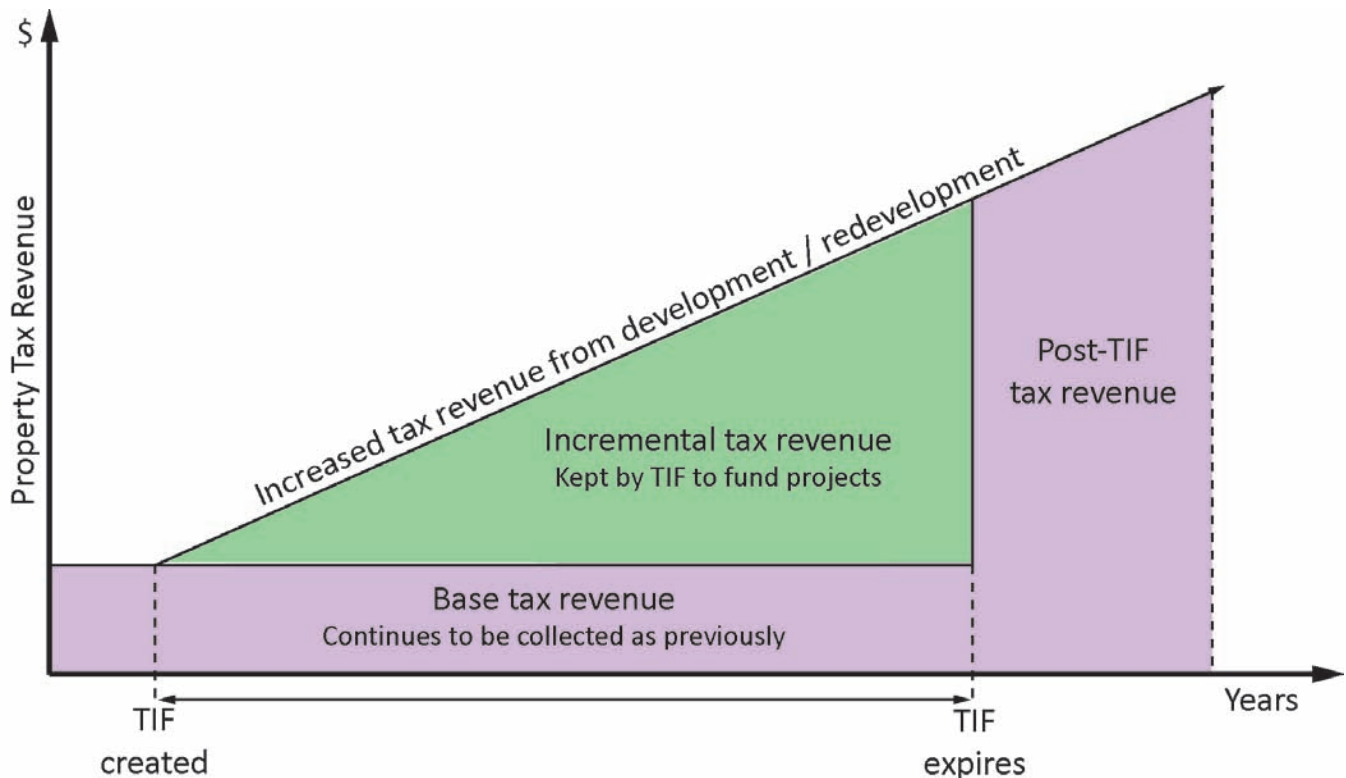 $
Property Tax Revenue
Increased tax revenue from development / redevelopment
Incremental tax revenue
Kept by TIF to fund projects
Post-TIF
tax revenue
Base tax revenue
Continues to be collected as previously
Years
TIF
created
TIF
expires